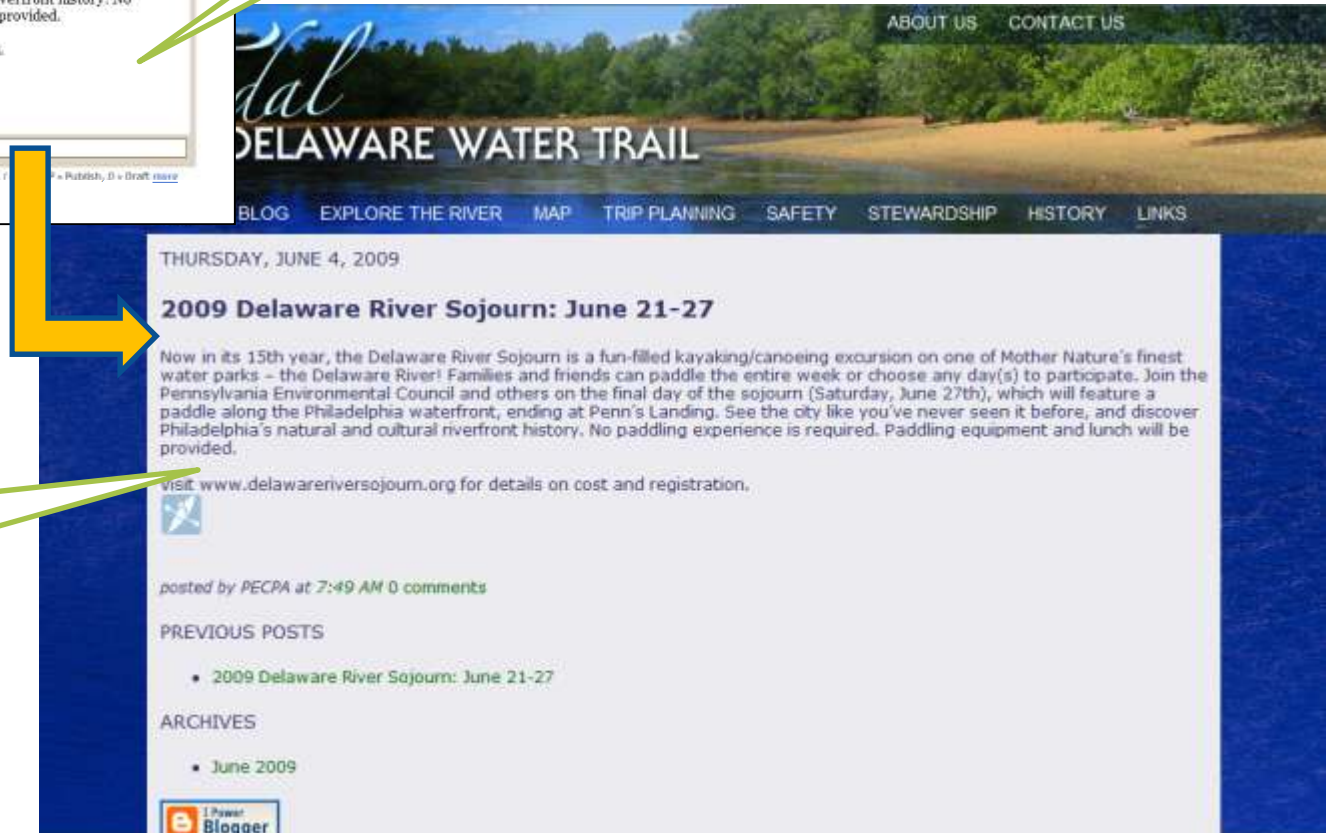 verfront history. No
provided.
= Publish, D = Draft more
ABOUT US CONTACT US
dal
DELAWARE WATER TRAIL
BLOG EXPLORE THE RIVER MAP TRIP PLANNING SAFETY STEWARDSHIP HISTORY LINKS
THURSDAY, JUNE 4, 2009
2009 Delaware River Sojourn: June 21-27
Now in its 15th year, the Delaware River Sojourn is a fun-filled kayaking/canoeing excursion on one of Mother Nature's finest
water parks – the Delaware River! Families and friends can paddle the entire week or choose any day(s) to participate. Join the
Pennsylvania Environmental Council and others on the final day of the sojourn (Saturday, June 27th), which will feature a
paddle along the Philadelphia waterfront, ending at Penn's Landing. See the city like you've never seen it before, and discover
Philadelphia's natural and cultural riverfront history. No paddling experience is required. Paddling equipment and lunch will be
provided.
Visit www.delawareriversojourn.org for details on cost and registration.
posted by PECPA at 7:49 AM 0 comments
PREVIOUS POSTS
• 2009 Delaware River Sojourn: June 21-27
ARCHIVES
• June 2009
I Power
Blogger